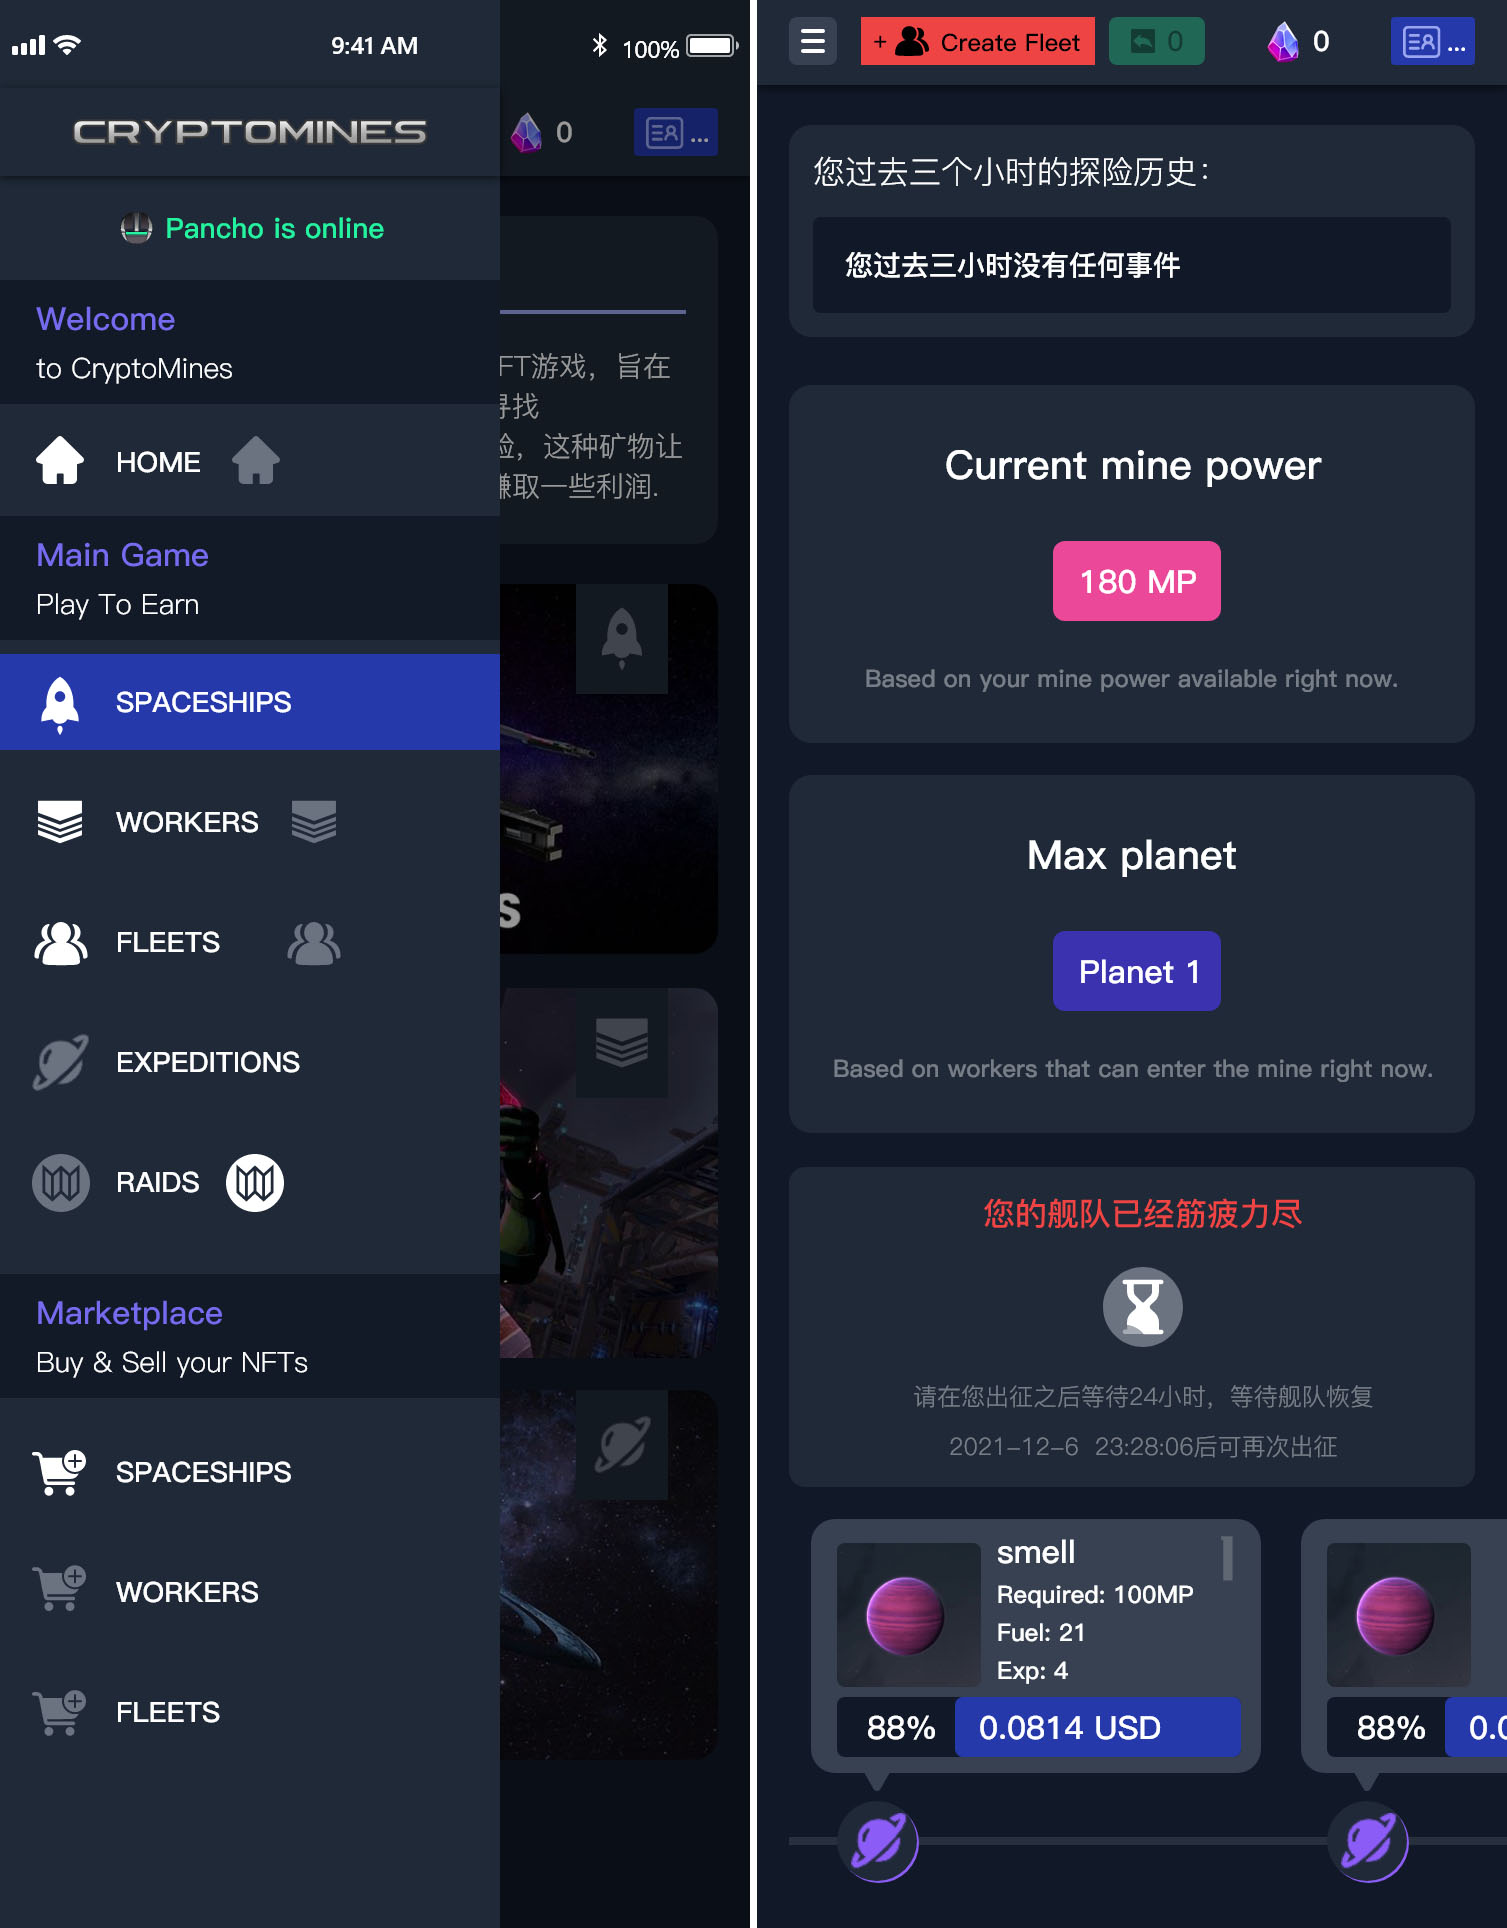 9:41 AM
100%
CRYPTOMINES
0
...
Pancho is online
Welcome
to CryptoMines
HOME
Main Game
Play To Earn
SPACESHIPS
WORKERS
FLEETS
EXPEDITIONS
RAIDS
Marketplace
Buy & Sell your NFTs
SPACESHIPS
WORKERS
FLEETS
FT游戏，旨在
寻找
险，这种矿物让
赚取一些利润.
S
+ Create Fleet
0
0
...
您过去三个小时的探险历史：
您过去三小时没有任何事件
Current mine power
180 MP
Based on your mine power available right now.
Max planet
Planet 1
Based on workers that can enter the mine right now.
您的舰队已经筋疲力尽
请在您出征之后等待24小时，等待舰队恢复
2021-12-6 23:28:06后可再次出征
smell
1
Required: 100MP
Fuel: 21
Exp: 4
88%
0.0814 USD
88%
0.0